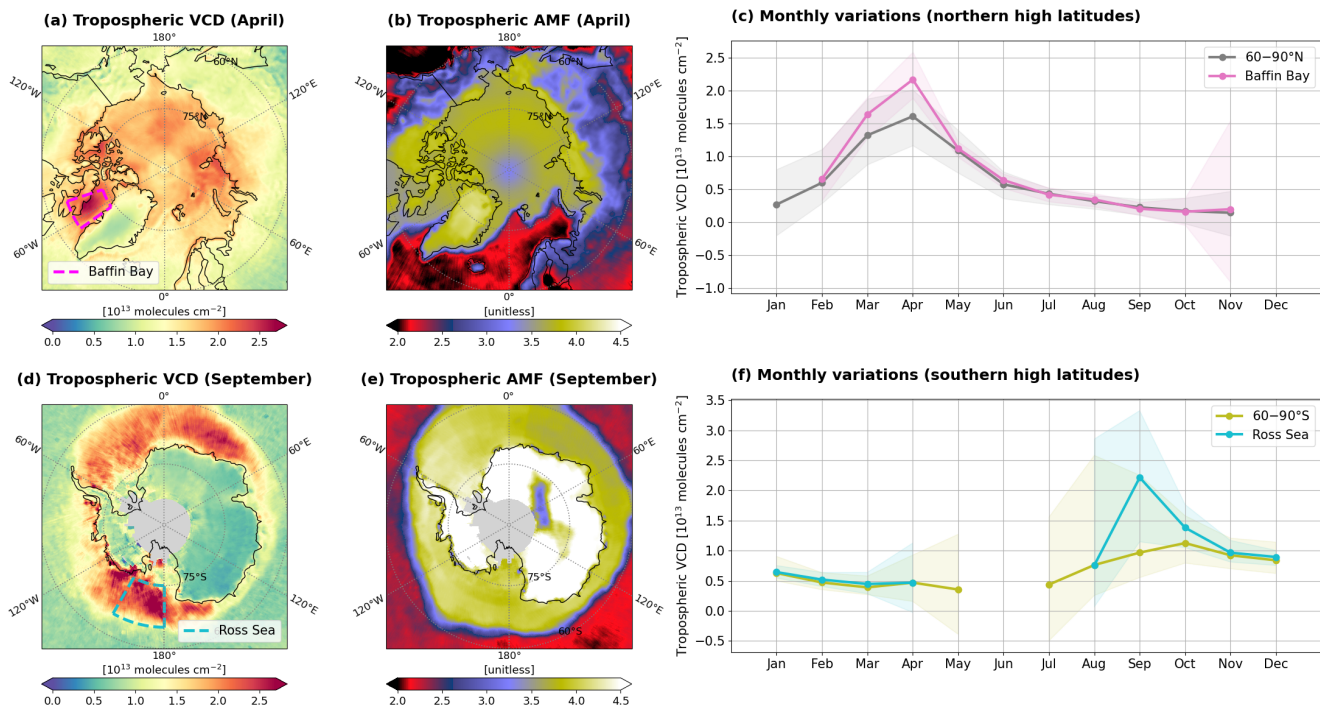 (a) Tropospheric VCD (April)
180°
120°W
60°N
120°E
75°N
60°W
60°E
Baffin Bay
0°
[10¹³ molecules cm⁻²]
0.0 0.5 1.0 1.5 2.0 2.5
(b) Tropospheric AMF (April)
180°
120°W
60°N
120°E
75°N
60°W
60°E
0°
[unitless]
2.0 2.5 3.0 3.5 4.0 4.5
(c) Monthly variations (northern high latitudes)
Tropospheric VCD [10¹³ molecules cm⁻²]
2.5
2.0
1.5
1.0
0.5
0.0
−0.5
−1.0
60−90°N
Baffin Bay
Jan Feb Mar Apr May Jun Jul Aug Sep Oct Nov Dec
(d) Tropospheric VCD (September)
0°
60°W
60°E
75°S
120°W
120°E
Ross Sea
180°
[10¹³ molecules cm⁻²]
0.0 0.5 1.0 1.5 2.0 2.5
(e) Tropospheric AMF (September)
0°
60°W
60°E
75°S
120°W
120°E
60°S
180°
[unitless]
2.0 2.5 3.0 3.5 4.0 4.5
(f) Monthly variations (southern high latitudes)
Tropospheric VCD [10¹³ molecules cm⁻²]
3.5
3.0
2.5
2.0
1.5
1.0
0.5
0.0
−0.5
60−90°S
Ross Sea
Jan Feb Mar Apr May Jun Jul Aug Sep Oct Nov Dec